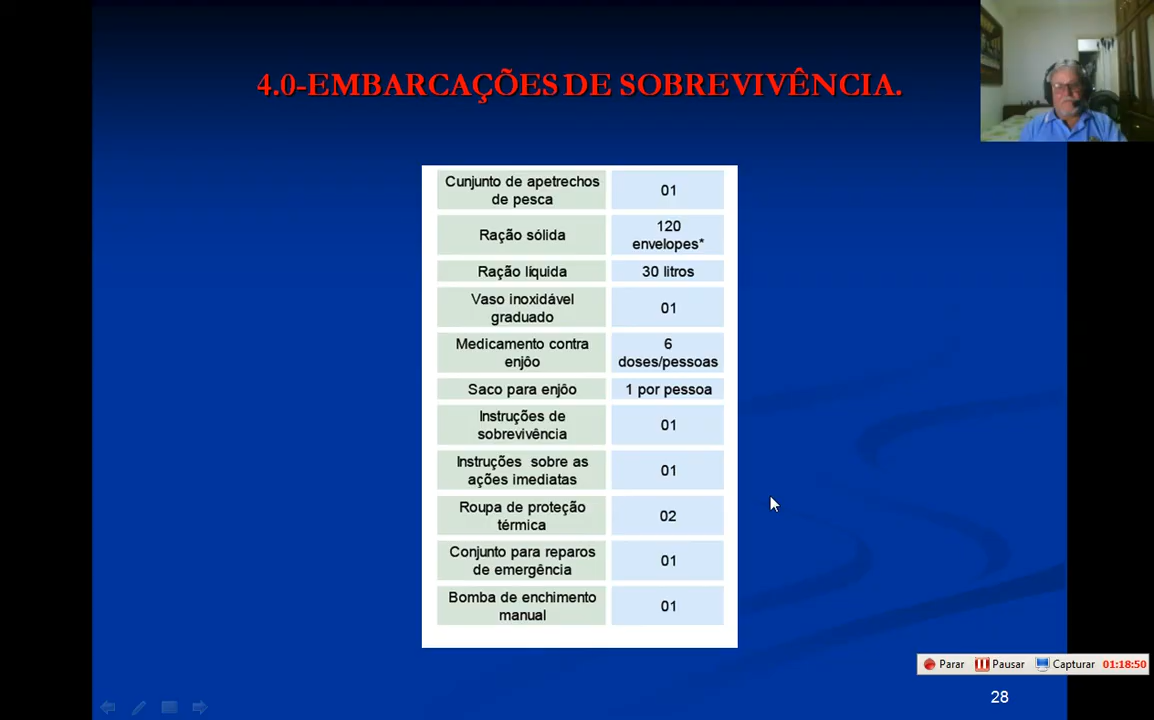 4.0-EMBARCAÇÕES DE SOBREVIVÊNCIA.
Cunjunto de apetrechos
de pesca
01
Ração sólida
120
envelopes*
Ração líquida
30 litros
Vaso inoxidável
graduado
01
Medicamento contra
enjôo
6
doses/pessoas
Saco para enjôo
1 por pessoa
Instruções de
sobrevivência
01
Instruções sobre as
ações imediatas
01
Roupa de proteção
térmica
02
Conjunto para reparos
de emergência
01
Bomba de enchimento
manual
01
Parar Pausar Capturar 01:18:50
28